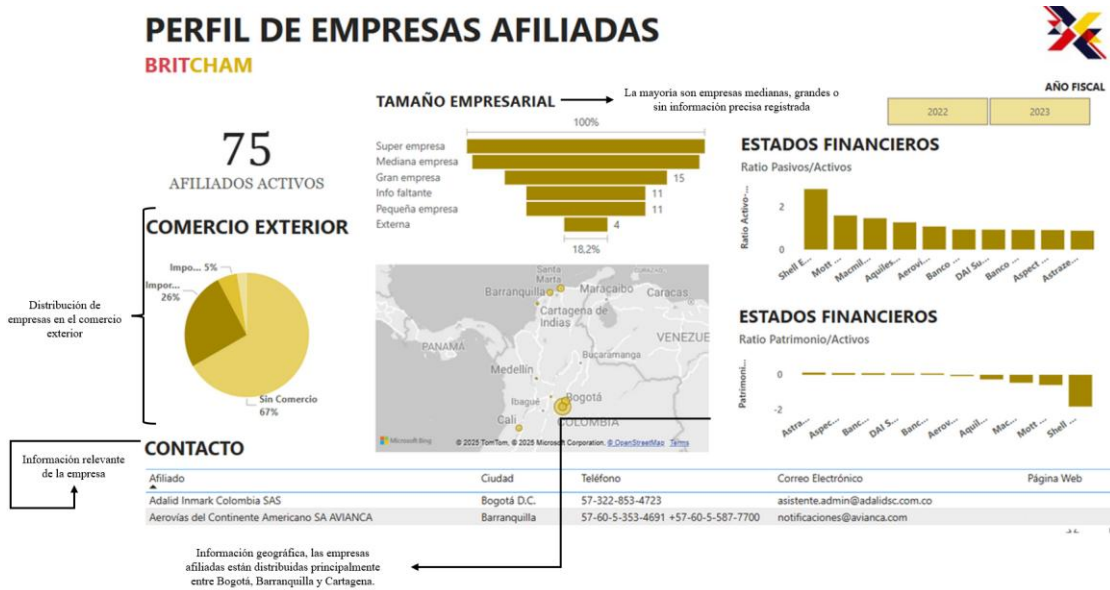 PERFIL DE EMPRESAS AFILIADAS
BRITCHAM
AÑO FISCAL
2022
2023
TAMAÑO EMPRESARIAL
La mayoría son empresas medianas, grandes o
sin información precisa registrada
75
AFILIADOS ACTIVOS
100%
Super empresa
Mediana empresa
Gran empresa 15
Info faltante 11
Pequeña empresa 11
Externa 4
18,2%
ESTADOS FINANCIEROS
Ratio Pasivos/Activos
Ratio Activo-...
2
0
Shell E...
Mott ...
Macmil...
Aquiles...
Aerovi...
Banco ...
DAI Su...
Banco ...
Aspect ...
Astraze...
COMERCIO EXTERIOR
Impo... 5%
Impor...
26%
Sin Comercio
67%
Distribución de
empresas en el comercio
exterior
Santa
Marta
Barranquilla
Maracaibo
Caracas
Cartagena de
Indias
PANAMÁ
VENEZUE
Bucaramanga
Medellín
Ibagué
Bogotá
Cali
COLOMBIA
Microsoft Bing
© 2025 TomTom, © 2025 Microsoft Corporation, © OpenStreetMap Terms
ESTADOS FINANCIEROS
Ratio Patrimonio/Activos
Patrimoni...
0
-2
Astra...
Aspec...
Banc...
DAI S...
Banc...
Aerov...
Aquil...
Mac...
Mott ...
Shell ...
CONTACTO
Información relevante
de la empresa
Afiliado Ciudad Teléfono Correo Electrónico Página Web
Adalid Inmark Colombia SAS Bogotá D.C. 57-322-853-4723 asistente.admin@adalidsc.com.co
Aerovías del Continente Americano SA AVIANCA Barranquilla 57-60-5-353-4691 +57-60-5-587-7700 notificaciones@avianca.com
Información geográfica, las empresas
afiliadas están distribuidas principalmente
entre Bogotá, Barranquilla y Cartagena.